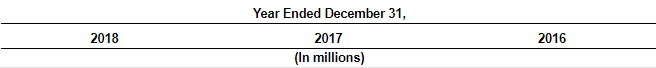 Year Ended December 31,
2018 2017 2016
(In millions)